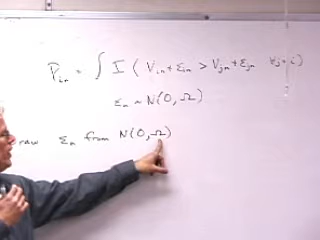 P_in = ∫ I ( V_in + ε_in > V_jn + ε_jn ∀j≠i )
ε_n ~ N(0, Ω)
raw ε_n from N(0, Ω)